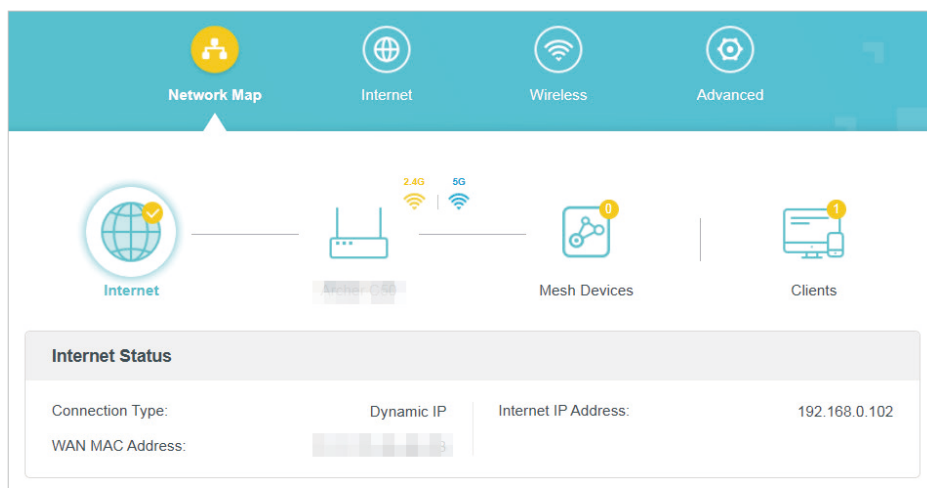 Network Map
Internet
Wireless
Advanced
2.4G
5G
0
1
Internet
Mesh Devices
Clients
Internet Status
Connection Type:
Dynamic IP
Internet IP Address:
192.168.0.102
WAN MAC Address: